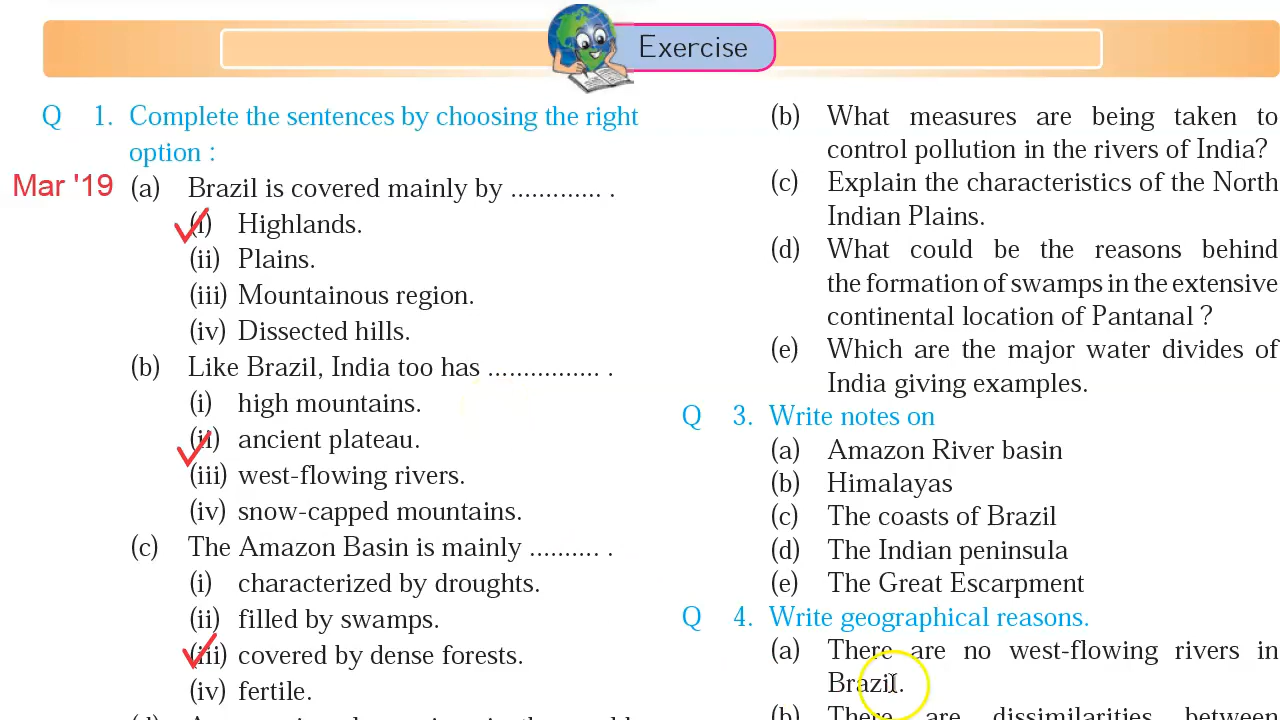 Exercise
Q 1. Complete the sentences by choosing the right
option :
Mar '19 (a) Brazil is covered mainly by ............. .
(i) Highlands.
(ii) Plains.
(iii) Mountainous region.
(iv) Dissected hills.
(b) Like Brazil, India too has ................ .
(i) high mountains.
(ii) ancient plateau.
(iii) west-flowing rivers.
(iv) snow-capped mountains.
(c) The Amazon Basin is mainly .......... .
(i) characterized by droughts.
(ii) filled by swamps.
(iii) covered by dense forests.
(iv) fertile.
(b) What measures are being taken to
control pollution in the rivers of India?
(c) Explain the characteristics of the North
Indian Plains.
(d) What could be the reasons behind
the formation of swamps in the extensive
continental location of Pantanal ?
(e) Which are the major water divides of
India giving examples.
Q 3. Write notes on
(a) Amazon River basin
(b) Himalayas
(c) The coasts of Brazil
(d) The Indian peninsula
(e) The Great Escarpment
Q 4. Write geographical reasons.
(a) There are no west-flowing rivers in
Brazil.
(b) There are dissimilarities between